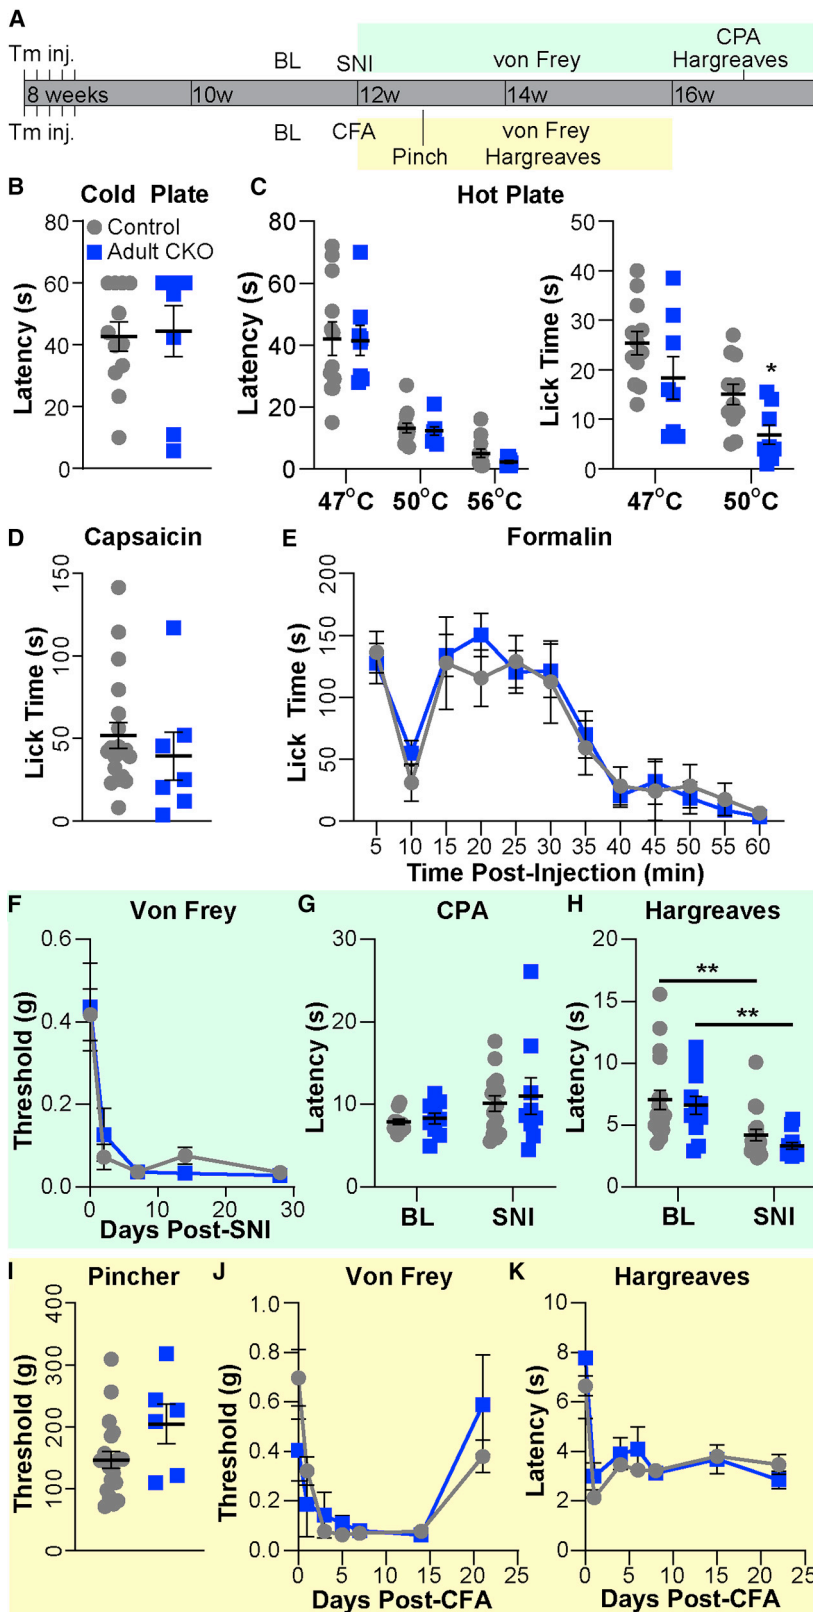 A
Tm inj.
BL
SNI
von Frey
CPA
Hargreaves
8 weeks
10w
12w
14w
16w
Tm inj.
BL
CFA
Pinch
von Frey
Hargreaves
B
Cold Plate
Control
Adult CKO
Latency (s)
80
60
40
20
0
C
Hot Plate
Latency (s)
80
60
40
20
0
47°C
50°C
56°C
Lick Time (s)
50
40
30
20
10
0
*
47°C
50°C
D
Capsaicin
Lick Time (s)
150
100
50
0
E
Formalin
Lick Time (s)
200
150
100
50
0
5 10 15 20 25 30 35 40 45 50 55 60
Time Post-Injection (min)
F
Von Frey
Threshold (g)
0.6
0.4
0.2
0.0
0 10 20 30
Days Post-SNI
G
CPA
Latency (s)
30
20
10
0
BL
SNI
H
Hargreaves
Latency (s)
20
15
10
5
0
**
**
BL
SNI
I
Pincher
Threshold (g)
400
300
200
100
0
J
Von Frey
Threshold (g)
1.0
0.8
0.6
0.4
0.2
0.0
0 5 10 15 20 25
Days Post-CFA
K
Hargreaves
Latency (s)
10
8
6
4
2
0 5 10 15 20 25
Days Post-CFA